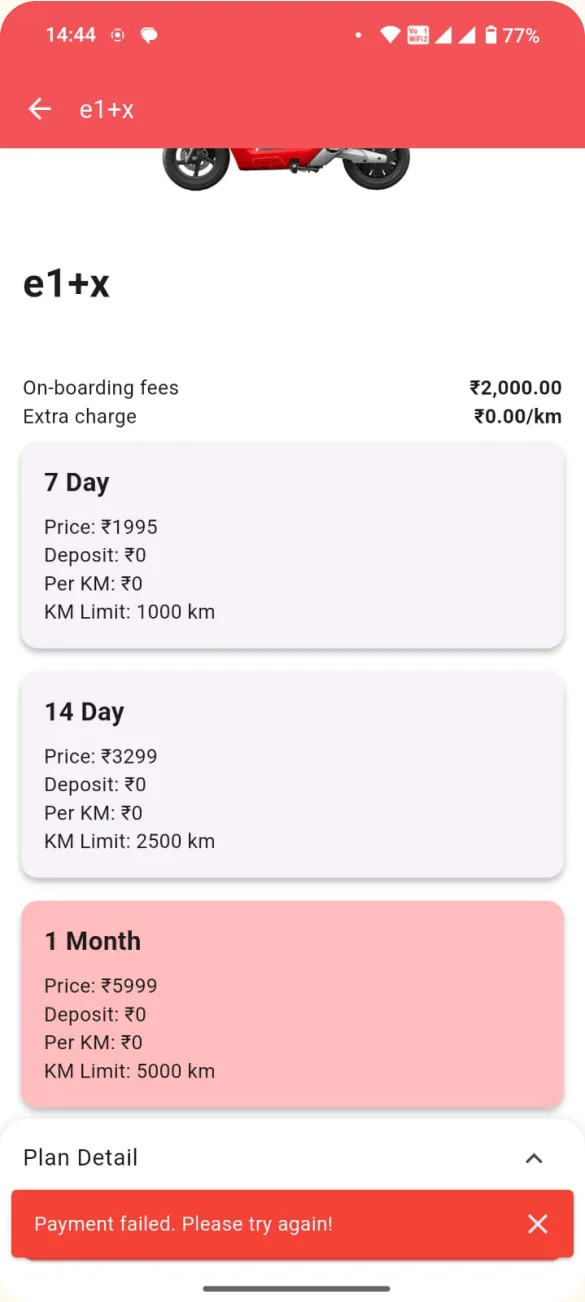 14:44
Vo 1
WiFi2
77%
e1+x
e1+x
On-boarding fees ₹2,000.00
Extra charge ₹0.00/km
7 Day
Price: ₹1995
Deposit: ₹0
Per KM: ₹0
KM Limit: 1000 km
14 Day
Price: ₹3299
Deposit: ₹0
Per KM: ₹0
KM Limit: 2500 km
1 Month
Price: ₹5999
Deposit: ₹0
Per KM: ₹0
KM Limit: 5000 km
Plan Detail
Payment failed. Please try again!